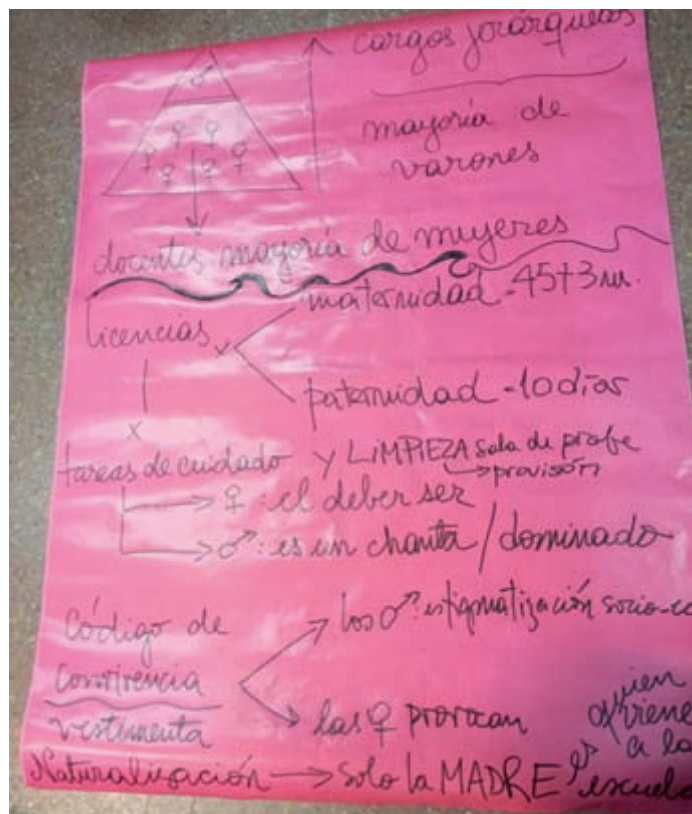 cargos jerárquicos
mayoría de
varones
docentes mayoría de mujeres
maternidad - 45+3m.
licencias
paternidad - 10 días
tareas de cuidado y LIMPIEZA sala de profe
→ provisión
→ ♀: el deber ser
→ ♂: es un chanta / dominado
Código de
convivencia
vestimenta
los ♂ estigmatización socio-
las ♀ provocan
Naturalización → Solo la MADRE es
quien
viene
a la
escuela